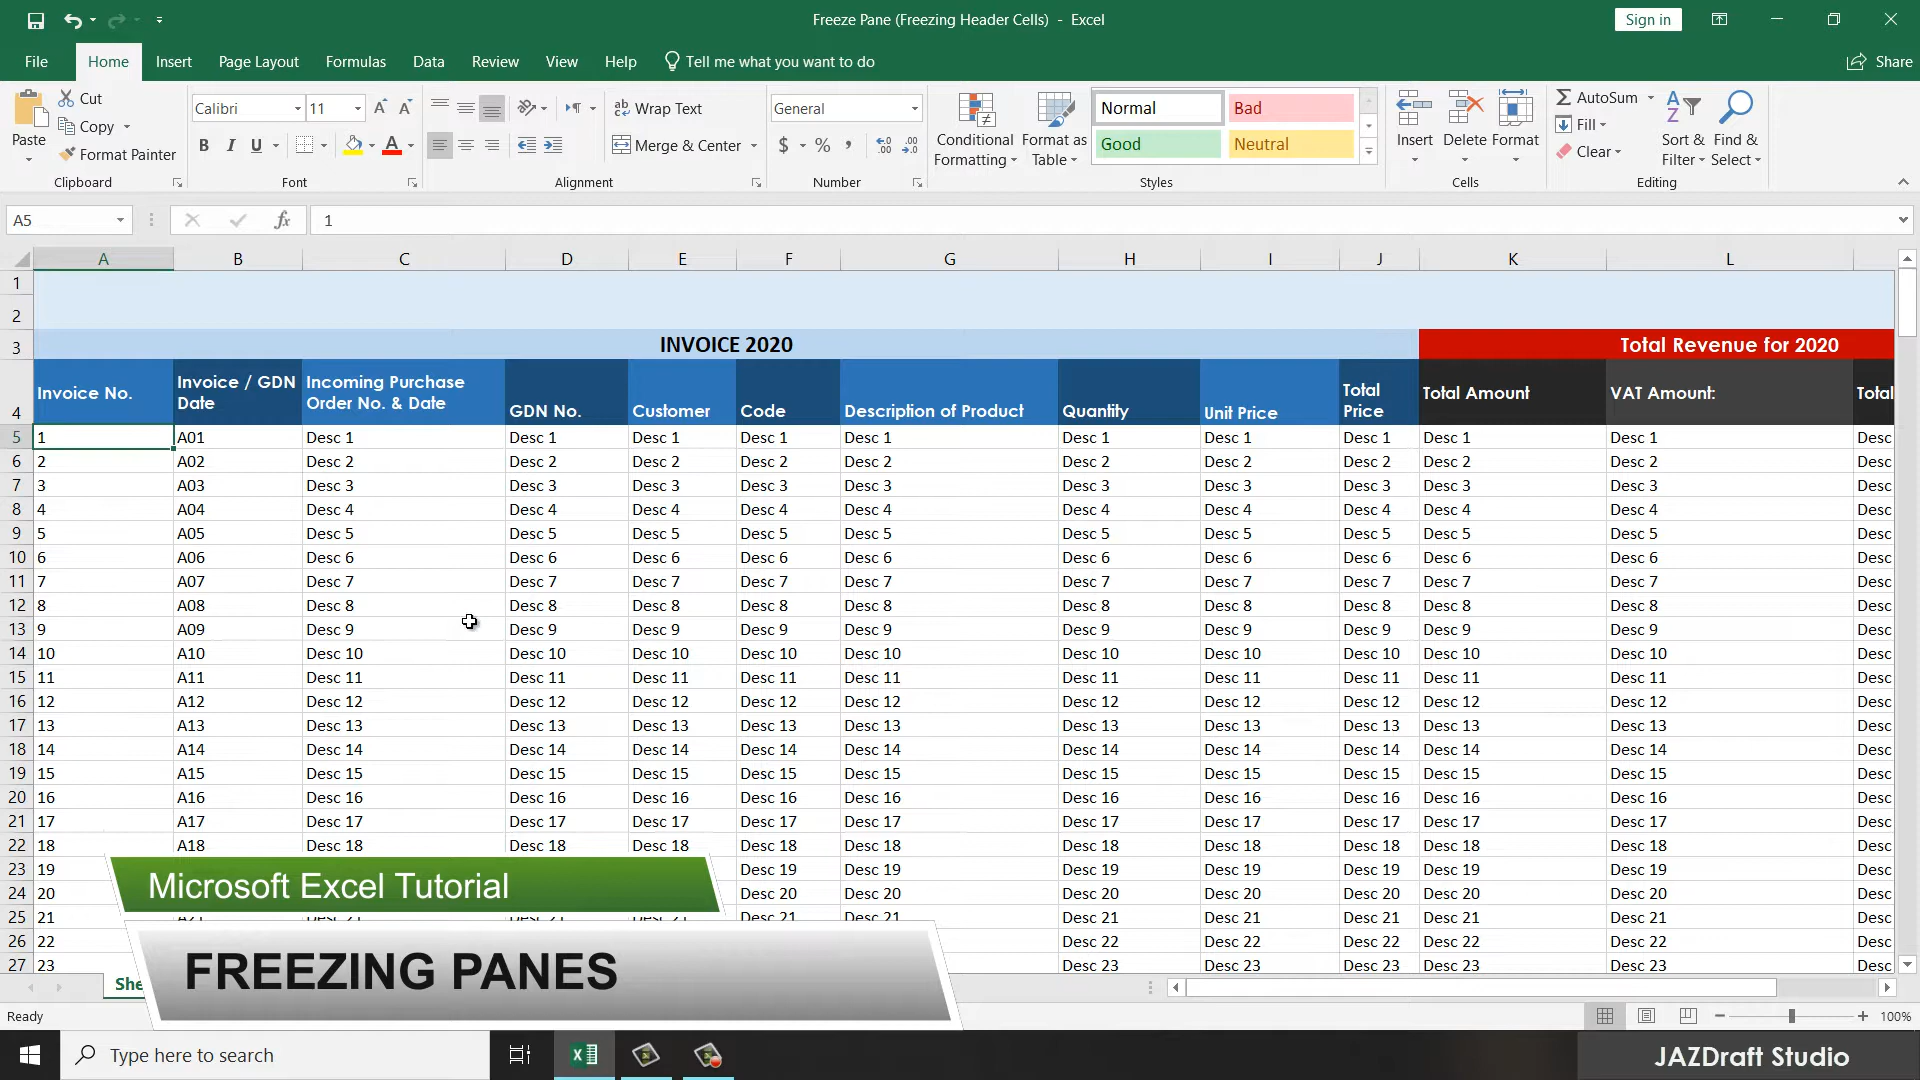 Freeze Pane (Freezing Header Cells) - Excel
Sign in
File Home Insert Page Layout Formulas Data Review View Help Tell me what you want to do Share
Paste
Cut
Copy
Format Painter
Clipboard
Calibri 11
B I U
Font
Wrap Text
Merge & Center
Alignment
General
$ % ,
Number
Conditional Formatting
Format as Table
Normal Bad
Good Neutral
Styles
Insert Delete Format
Cells
AutoSum
Fill
Clear
Sort & Filter
Find & Select
Editing
A5 fx 1
A B C D E F G H I J K L
1
2
3 INVOICE 2020 Total Revenue for 2020
4 Invoice No. Invoice / GDN Date Incoming Purchase Order No. & Date GDN No. Customer Code Description of Product Quantity Unit Price Total Price Total Amount VAT Amount: Total
5 1 A01 Desc 1 Desc 1 Desc 1 Desc 1 Desc 1 Desc 1 Desc 1 Desc 1 Desc 1 Desc 1 Desc
6 2 A02 Desc 2 Desc 2 Desc 2 Desc 2 Desc 2 Desc 2 Desc 2 Desc 2 Desc 2 Desc 2 Desc
7 3 A03 Desc 3 Desc 3 Desc 3 Desc 3 Desc 3 Desc 3 Desc 3 Desc 3 Desc 3 Desc 3 Desc
8 4 A04 Desc 4 Desc 4 Desc 4 Desc 4 Desc 4 Desc 4 Desc 4 Desc 4 Desc 4 Desc 4 Desc
9 5 A05 Desc 5 Desc 5 Desc 5 Desc 5 Desc 5 Desc 5 Desc 5 Desc 5 Desc 5 Desc 5 Desc
10 6 A06 Desc 6 Desc 6 Desc 6 Desc 6 Desc 6 Desc 6 Desc 6 Desc 6 Desc 6 Desc 6 Desc
11 7 A07 Desc 7 Desc 7 Desc 7 Desc 7 Desc 7 Desc 7 Desc 7 Desc 7 Desc 7 Desc 7 Desc
12 8 A08 Desc 8 Desc 8 Desc 8 Desc 8 Desc 8 Desc 8 Desc 8 Desc 8 Desc 8 Desc 8 Desc
13 9 A09 Desc 9 Desc 9 Desc 9 Desc 9 Desc 9 Desc 9 Desc 9 Desc 9 Desc 9 Desc 9 Desc
14 10 A10 Desc 10 Desc 10 Desc 10 Desc 10 Desc 10 Desc 10 Desc 10 Desc 10 Desc 10 Desc 10 Desc
15 11 A11 Desc 11 Desc 11 Desc 11 Desc 11 Desc 11 Desc 11 Desc 11 Desc 11 Desc 11 Desc 11 Desc
16 12 A12 Desc 12 Desc 12 Desc 12 Desc 12 Desc 12 Desc 12 Desc 12 Desc 12 Desc 12 Desc 12 Desc
17 13 A13 Desc 13 Desc 13 Desc 13 Desc 13 Desc 13 Desc 13 Desc 13 Desc 13 Desc 13 Desc 13 Desc
18 14 A14 Desc 14 Desc 14 Desc 14 Desc 14 Desc 14 Desc 14 Desc 14 Desc 14 Desc 14 Desc 14 Desc
19 15 A15 Desc 15 Desc 15 Desc 15 Desc 15 Desc 15 Desc 15 Desc 15 Desc 15 Desc 15 Desc 15 Desc
20 16 A16 Desc 16 Desc 16 Desc 16 Desc 16 Desc 16 Desc 16 Desc 16 Desc 16 Desc 16 Desc 16 Desc
21 17 A17 Desc 17 Desc 17 Desc 17 Desc 17 Desc 17 Desc 17 Desc 17 Desc 17 Desc 17 Desc 17 Desc
22 18 A18 Desc 18 Desc 18 Desc 18 Desc 18 Desc 18 Desc 18 Desc 18 Desc 18 Desc 18 Desc 18 Desc
23 19 Desc 19 Desc 19 Desc 19 Desc 19 Desc 19 Desc 19 Desc 19 Desc
24 20 Desc 20 Desc 20 Desc 20 Desc 20 Desc 20 Desc 20 Desc 20 Desc
25 21 Desc 21 Desc 21 Desc 21 Desc 21 Desc 21 Desc 21 Desc 21 Desc
26 22 Desc 22 Desc 22 Desc 22 Desc 22 Desc 22 Desc
27 23 Desc 23 Desc 23 Desc 23 Desc 23 Desc 23 Desc
Microsoft Excel Tutorial
FREEZING PANES
She
Ready
100%
Type here to search
JAZDraft Studio